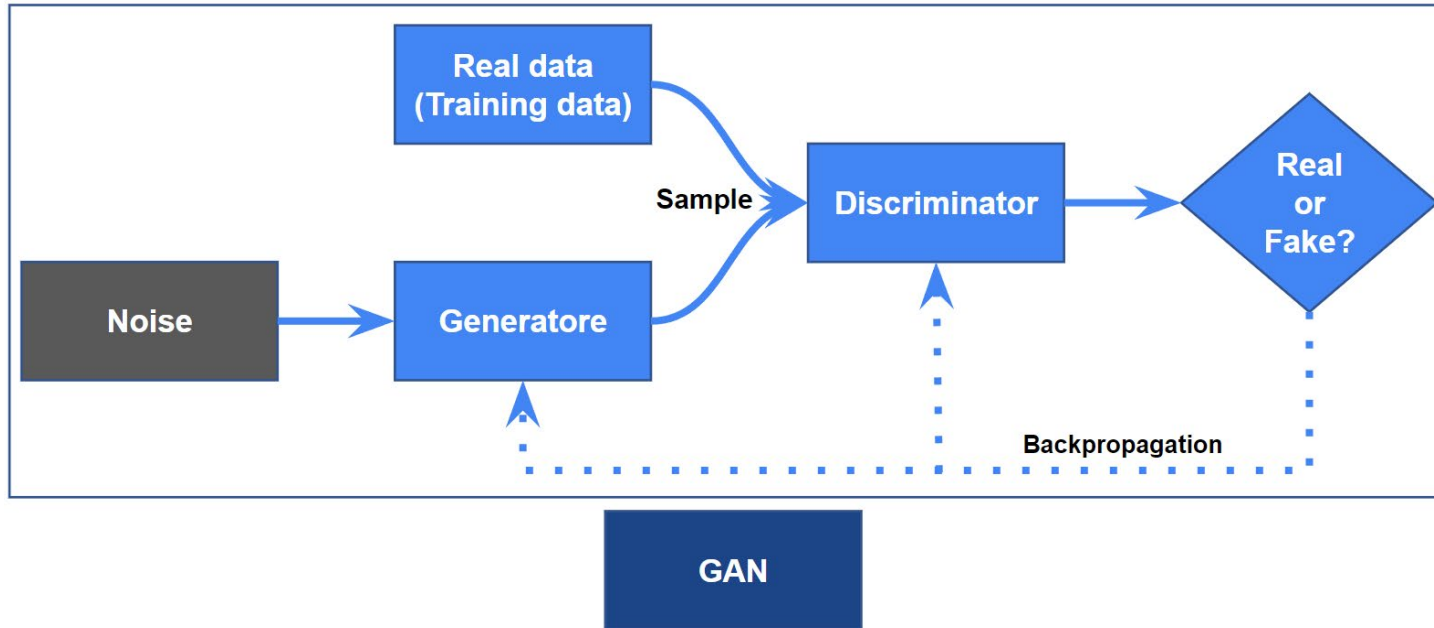 Real data
(Training data)
Sample
Discriminator
Real
or
Fake?
Noise
Generatore
Backpropagation
GAN